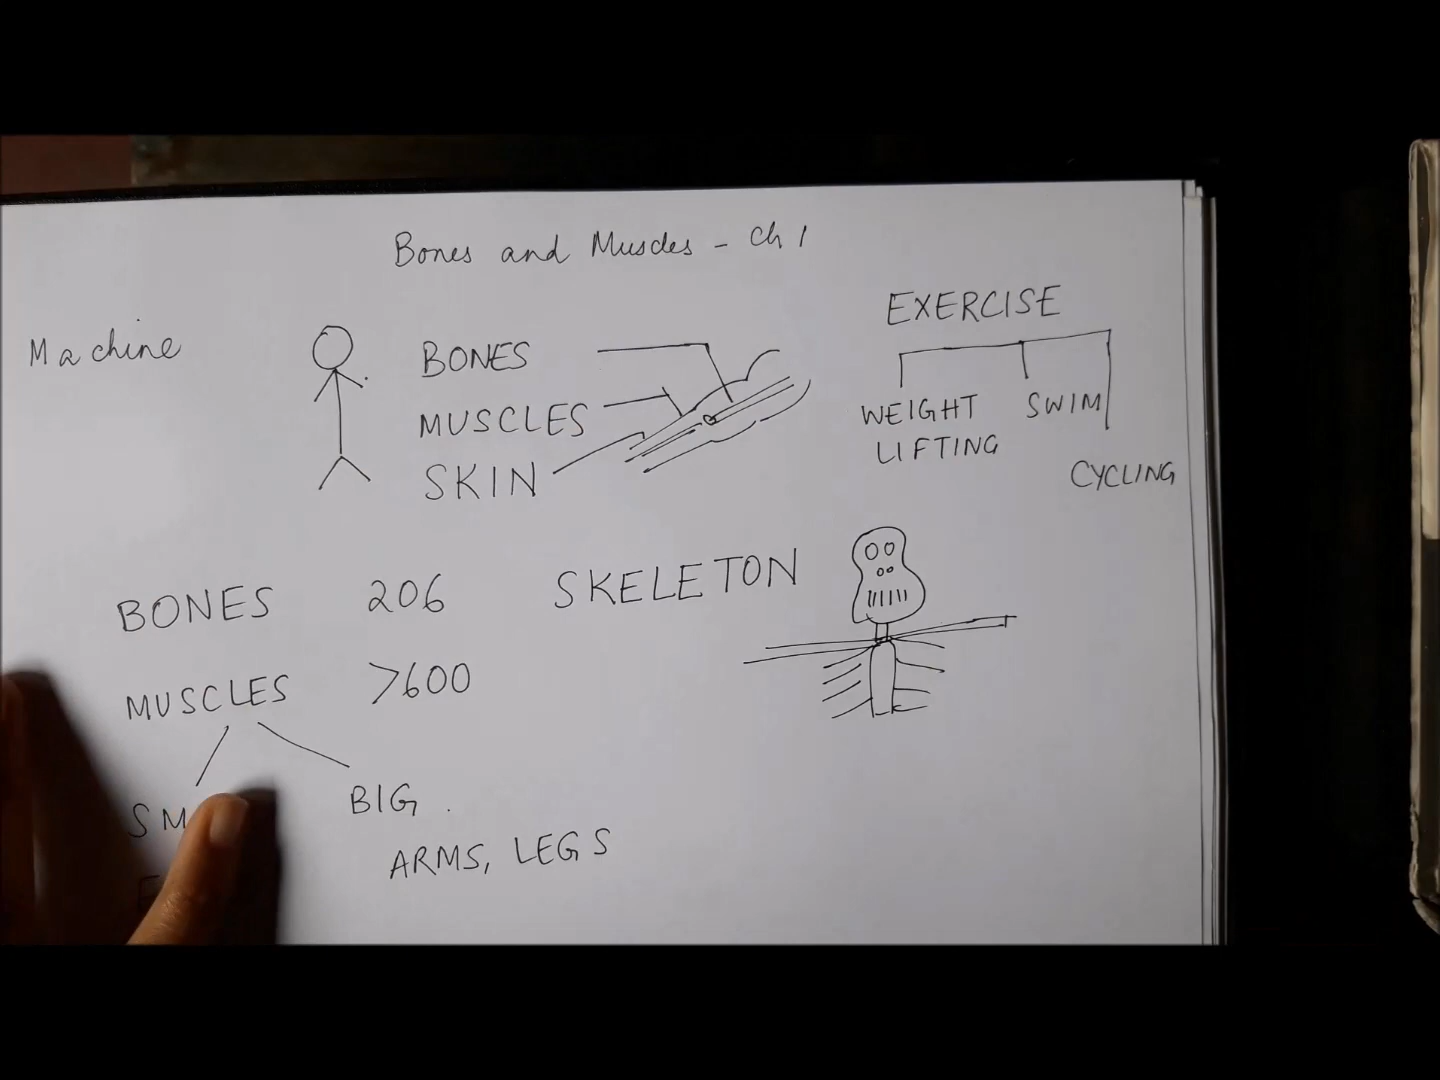 Bones and Muscles - Ch 1
Machine
BONES
MUSCLES
SKIN
EXERCISE
WEIGHT LIFTING
SWIM
CYCLING
BONES 206
SKELETON
MUSCLES >600
BIG
ARMS, LEGS